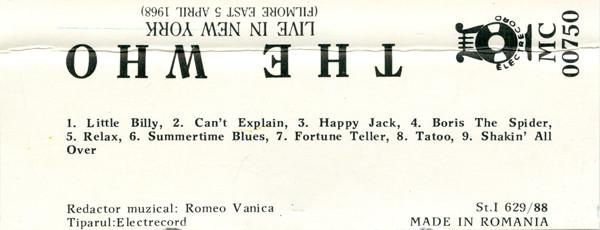 THE WHO
LIVE IN NEW YORK
(FILMORE EAST 5 APRIL 1968)
ELECTRECORD
MC
00750
1. Little Billy, 2. Can't Explain, 3. Happy Jack, 4. Boris The Spider,
5. Relax, 6. Summertime Blues, 7. Fortune Teller, 8. Tatoo, 9. Shakin' All
Over
Redactor muzical: Romeo Vanica
Tiparul:Electrecord
St.I 629/88
MADE IN ROMANIA